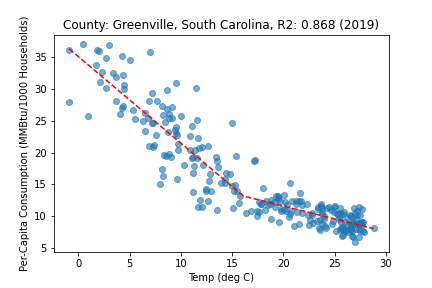 County: Greenville, South Carolina, R2: 0.868 (2019)
Per-Capita Consumption (MMBtu/1000 Households)
35
30
25
20
15
10
5
0 5 10 15 20 25 30
Temp (deg C)